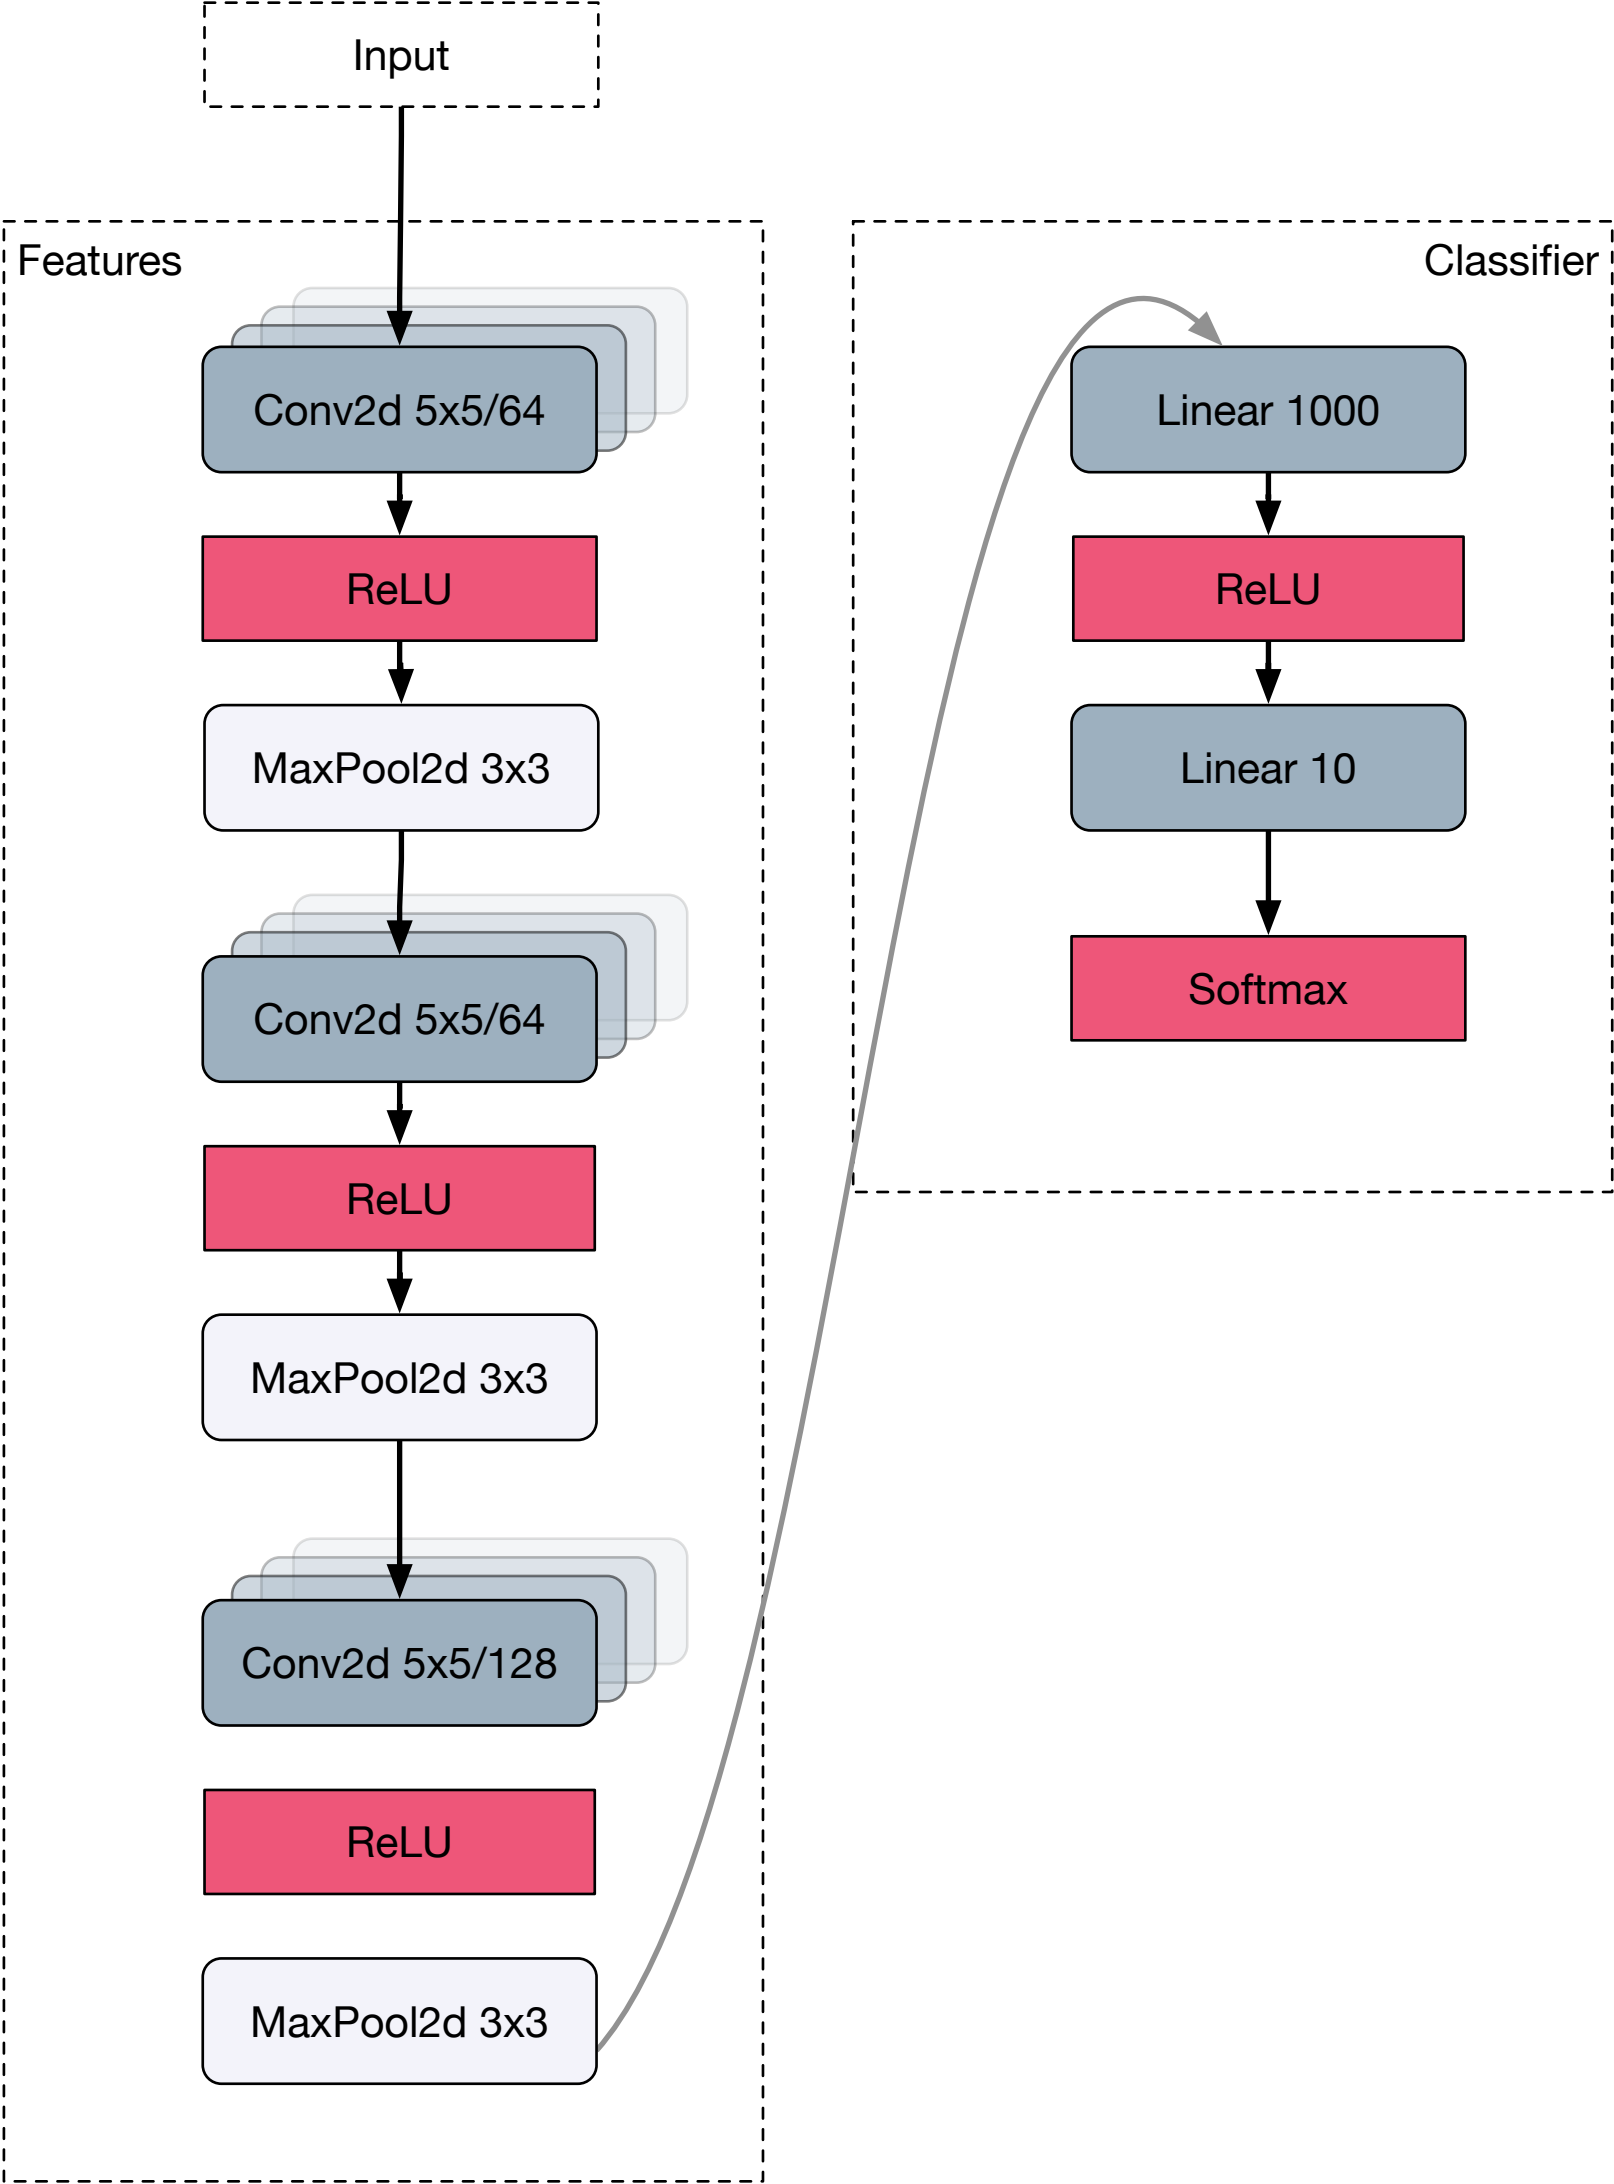 Input
Features
Conv2d 5x5/64
ReLU
MaxPool2d 3x3
Conv2d 5x5/64
ReLU
MaxPool2d 3x3
Conv2d 5x5/128
ReLU
MaxPool2d 3x3
Classifier
Linear 1000
ReLU
Linear 10
Softmax